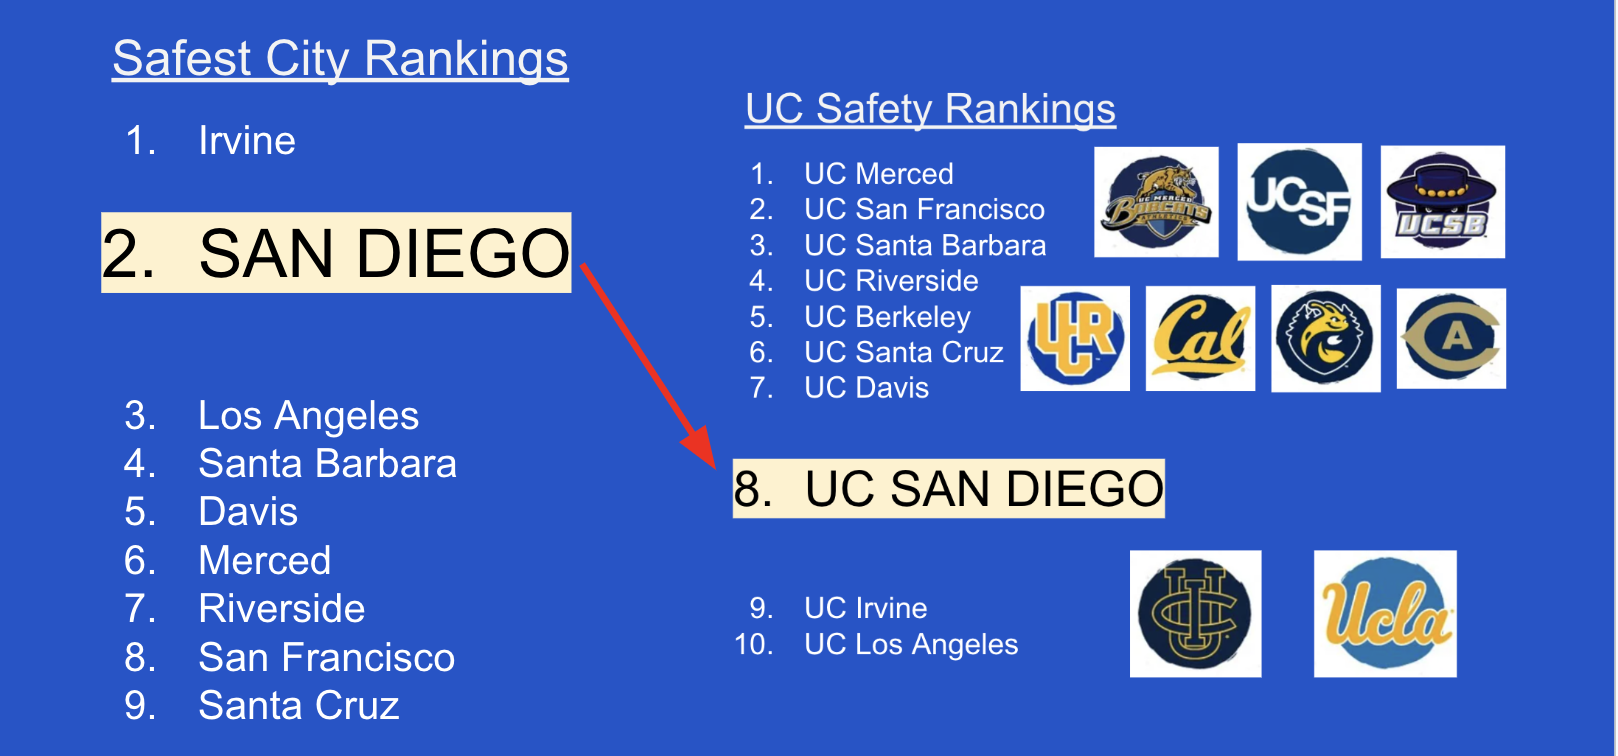 Safest City Rankings
1. Irvine
2. SAN DIEGO
3. Los Angeles
4. Santa Barbara
5. Davis
6. Merced
7. Riverside
8. San Francisco
9. Santa Cruz
UC Safety Rankings
1. UC Merced
2. UC San Francisco
3. UC Santa Barbara
4. UC Riverside
5. UC Berkeley
6. UC Santa Cruz
7. UC Davis
8. UC SAN DIEGO
9. UC Irvine
10. UC Los Angeles
UC MERCED
BOBCATS
ATHLETICS
UCSF
UCSB
UCR
Cal
CA
UCI
Ucla